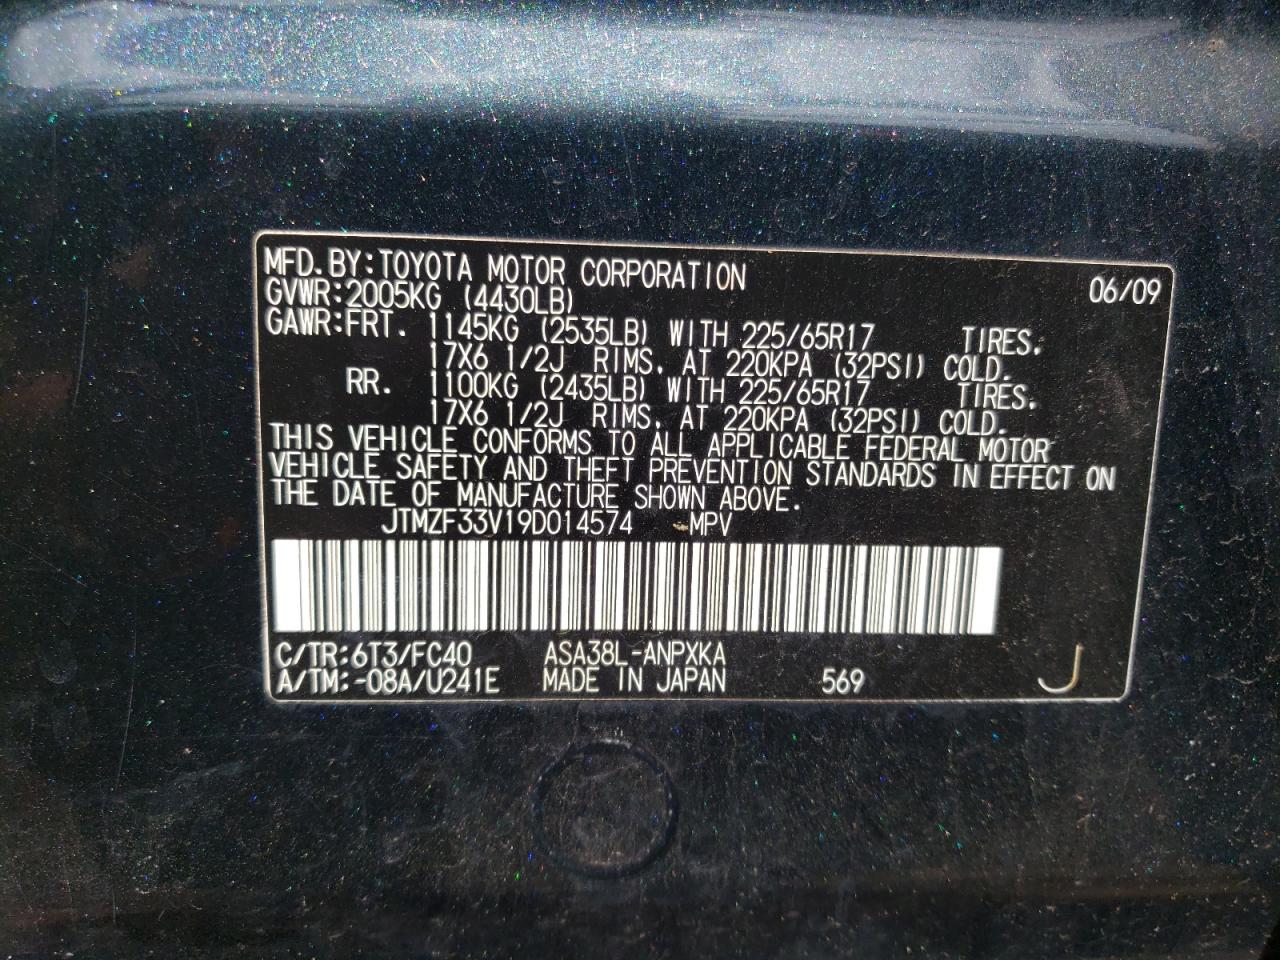 MFD.BY:TOYOTA MOTOR CORPORATION 06/09
GVWR:2005KG (4430LB)
GAWR:FRT. 1145KG (2535LB) WITH 225/65R17 TIRES.
17X6 1/2J RIMS. AT 220KPA (32PSI) COLD.
RR. 1100KG (2435LB) WITH 225/65R17 TIRES.
17X6 1/2J RIMS. AT 220KPA (32PSI) COLD.
THIS VEHICLE CONFORMS TO ALL APPLICABLE FEDERAL MOTOR
VEHICLE SAFETY AND THEFT PREVENTION STANDARDS IN EFFECT ON
THE DATE OF MANUFACTURE SHOWN ABOVE.
JTMZF33V19D014574 MPV
C/TR:6T3/FC40 ASA38L-ANPXKA
A/TM:-08A/U241E MADE IN JAPAN 569 J